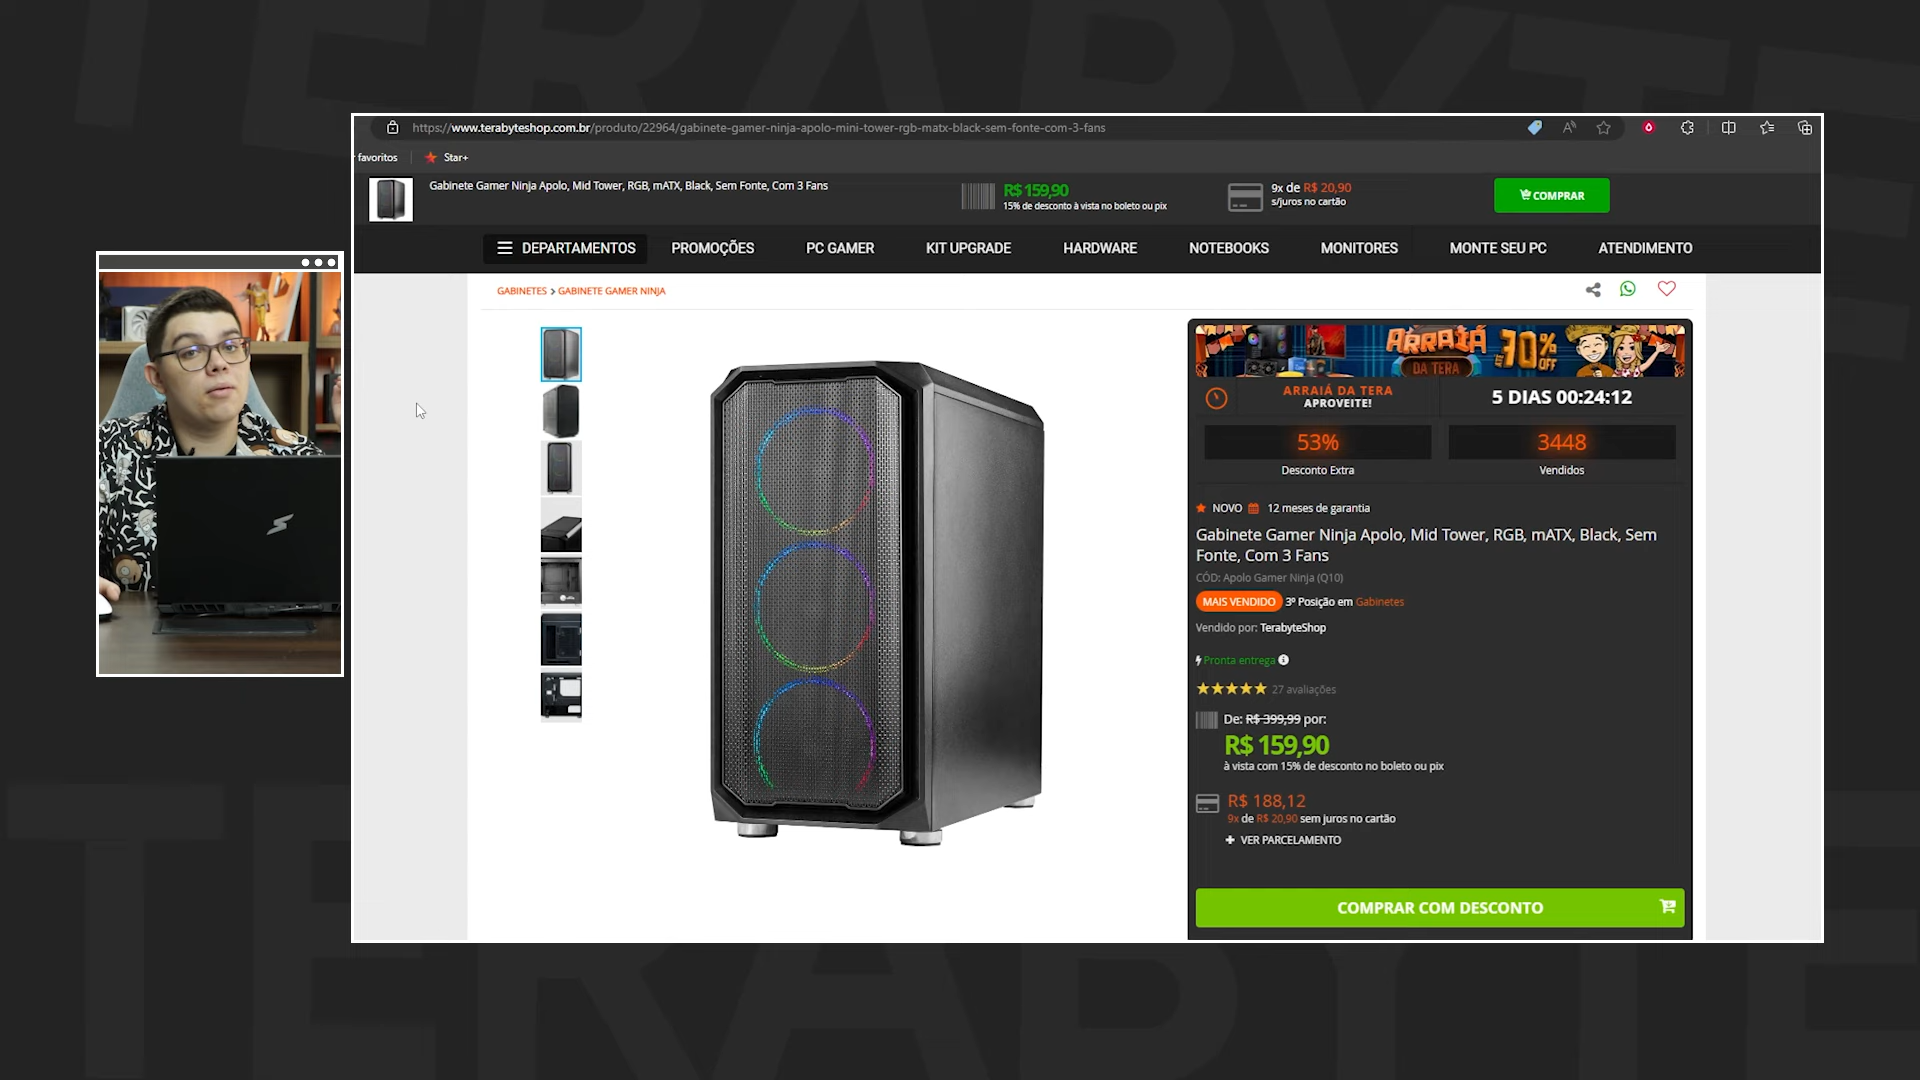 TERABYTE
https://www.terabyteshop.com.br/produto/22964/gabinete-gamer-ninja-apolo-mini-tower-rgb-matx-black-sem-fonte-com-3-fans
favoritos
Star+
Gabinete Gamer Ninja Apolo, Mid Tower, RGB, mATX, Black, Sem Fonte, Com 3 Fans
R$ 159,90
15% de desconto à vista no boleto ou pix
9x de R$ 20,90
s/juros no cartão
COMPRAR
DEPARTAMENTOS
PROMOÇÕES
PC GAMER
KIT UPGRADE
HARDWARE
NOTEBOOKS
MONITORES
MONTE SEU PC
ATENDIMENTO
GABINETES > GABINETE GAMER NINJA
ARRAIÁ
DA TERA
70%
OFF
ARRAIÁ DA TERA
APROVEITE!
5 DIAS 00:24:12
53%
Desconto Extra
3448
Vendidos
NOVO 12 meses de garantia
Gabinete Gamer Ninja Apolo, Mid Tower, RGB, mATX, Black, Sem
Fonte, Com 3 Fans
CÓD: Apolo Gamer Ninja (Q10)
MAIS VENDIDO 3º Posição em Gabinetes
Vendido por: TerabyteShop
Pronta entrega
27 avaliações
De: R$ 399,99 por:
R$ 159,90
à vista com 15% de desconto no boleto ou pix
R$ 188,12
9x de R$ 20,90 sem juros no cartão
+ VER PARCELAMENTO
COMPRAR COM DESCONTO
TERABYTE